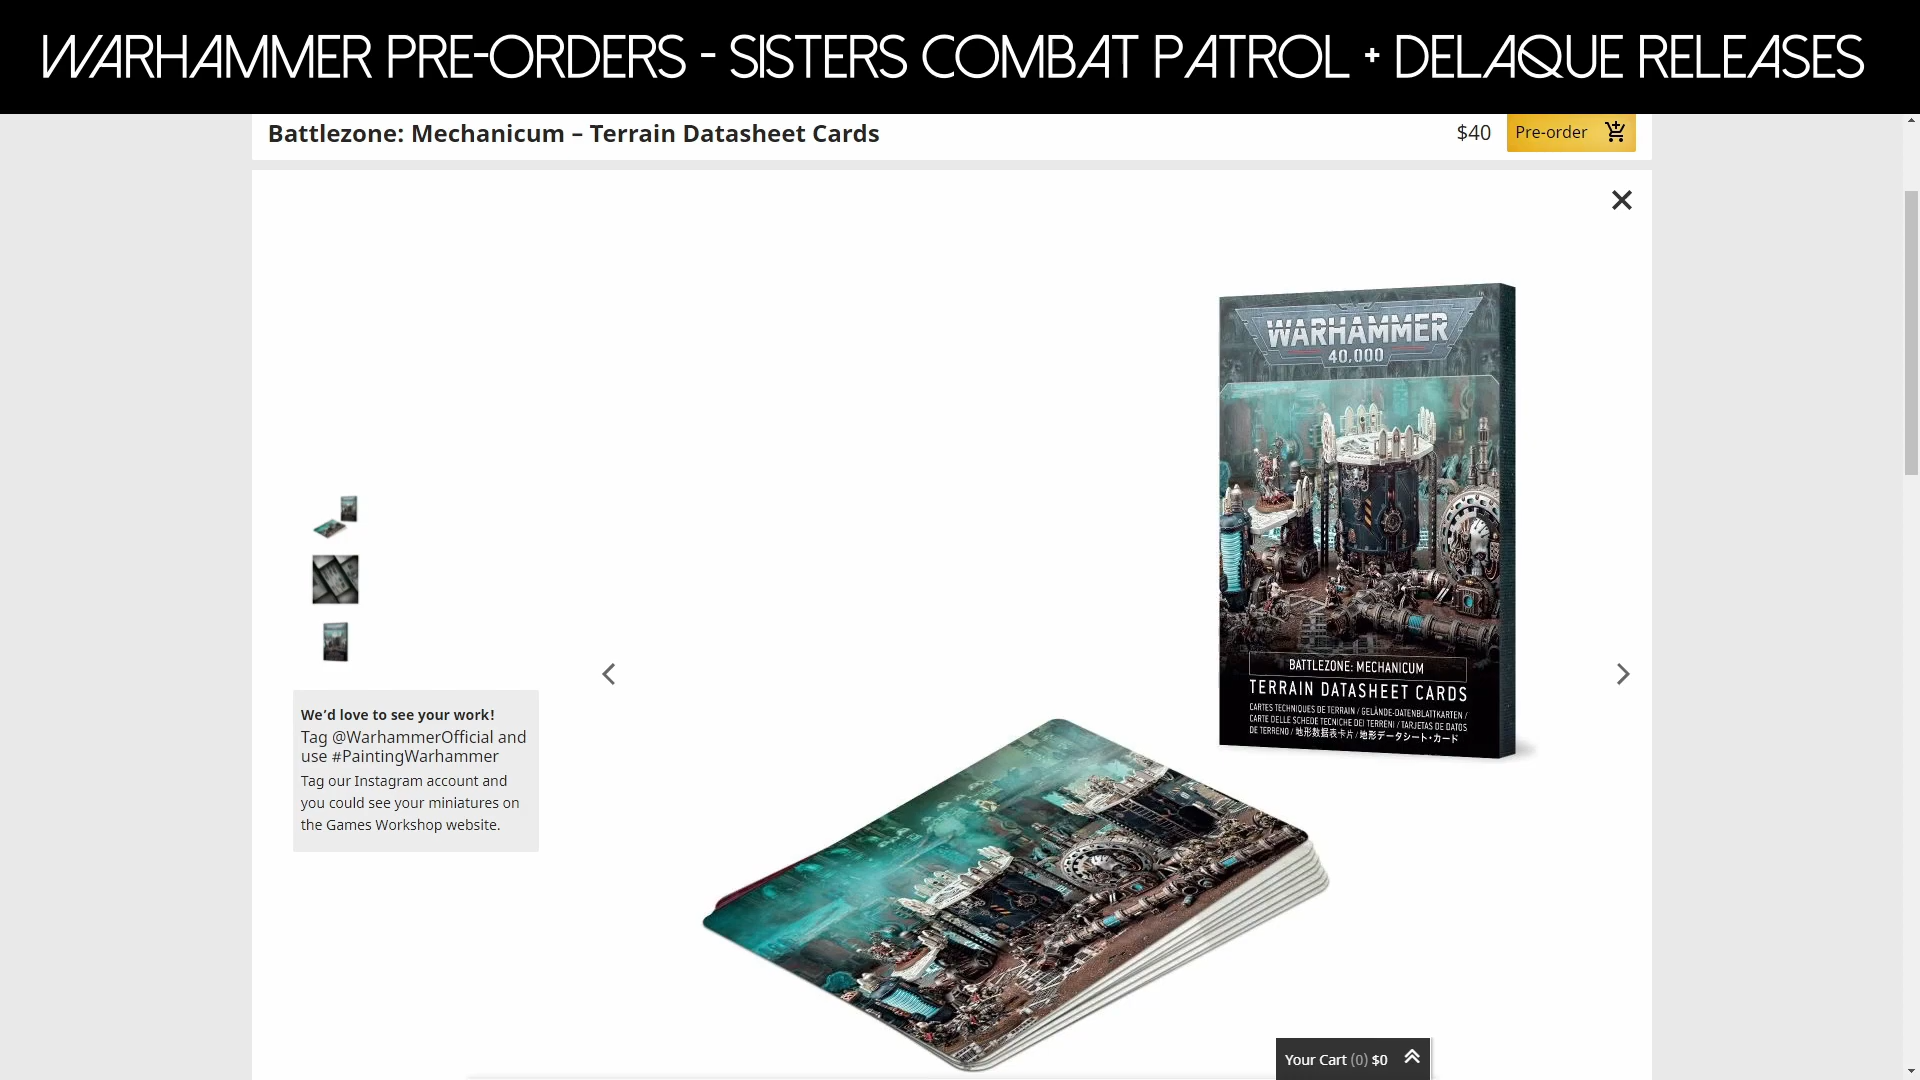 WARHAMMER PRE-ORDERS - SISTERS COMBAT PATROL + DELAQUE RELEASES
Battlezone: Mechanicum – Terrain Datasheet Cards
$40
Pre-order
WARHAMMER
40,000
BATTLEZONE: MECHANICUM
TERRAIN DATASHEET CARDS
CARTES TECHNIQUES DE TERRAIN / GELÄNDE-DATENBLATTKARTEN /
CARTE DELLE SCHEDE TECNICHE DEI TERRENI / TARJETAS DE DATOS
DE TERRENO / 地形数据表卡片 / 地形データシート・カード
We’d love to see your work!
Tag @WarhammerOfficial and
use #PaintingWarhammer
Tag our Instagram account and
you could see your miniatures on
the Games Workshop website.
Your Cart (0) $0